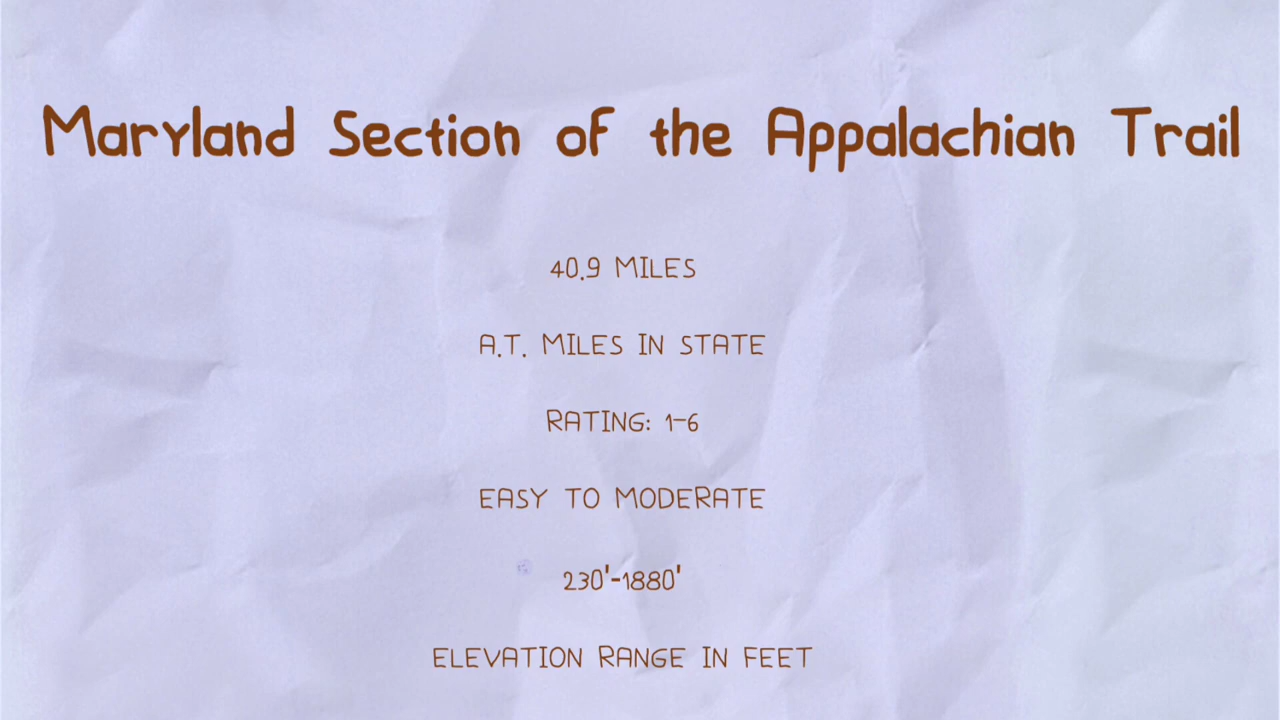 Maryland Section of the Appalachian Trail
40.9 MILES
A.T. MILES IN STATE
RATING: 1-6
EASY TO MODERATE
230'-1880'
ELEVATION RANGE IN FEET